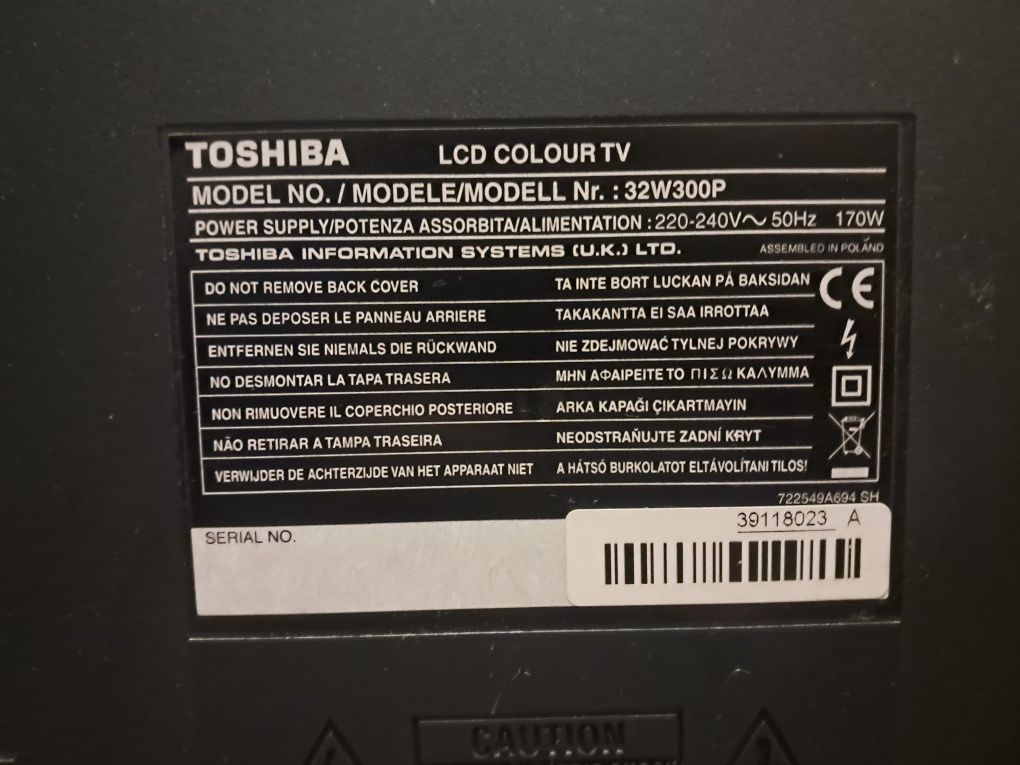 TOSHIBA LCD COLOUR TV
MODEL NO. / MODELE/MODELL Nr. : 32W300P
POWER SUPPLY/POTENZA ASSORBITA/ALIMENTATION : 220-240V～ 50Hz 170W
TOSHIBA INFORMATION SYSTEMS (U.K.) LTD. ASSEMBLED IN POLAND
DO NOT REMOVE BACK COVER
NE PAS DEPOSER LE PANNEAU ARRIERE
ENTFERNEN SIE NIEMALS DIE RÜCKWAND
NO DESMONTAR LA TAPA TRASERA
NON RIMUOVERE IL COPERCHIO POSTERIORE
NÃO RETIRAR A TAMPA TRASEIRA
VERWIJDER DE ACHTERZIJDE VAN HET APPARAAT NIET
TA INTE BORT LUCKAN PÅ BAKSIDAN
TAKAKANTTA EI SAA IRROTTAA
NIE ZDEJMOWAĆ TYLNEJ POKRYWY
ΜΗΝ ΑΦΑΙΡΕΙΤΕ ΤΟ ΠΙΣΩ ΚΑΛΥΜΜΑ
ARKA KAPAĞI ÇIKARTMAYIN
NEODSTRAŇUJTE ZADNÍ KRYT
A HÁTSÓ BURKOLATOT ELTÁVOLÍTANI TILOS!
CE
722549A694 SH
SERIAL NO.
39118023 A
CAUTION